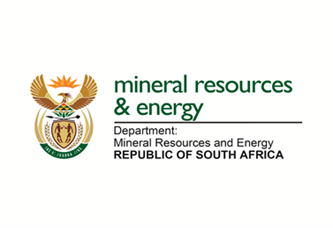 mineral resources
& energy
Department:
Mineral Resources and Energy
REPUBLIC OF SOUTH AFRICA